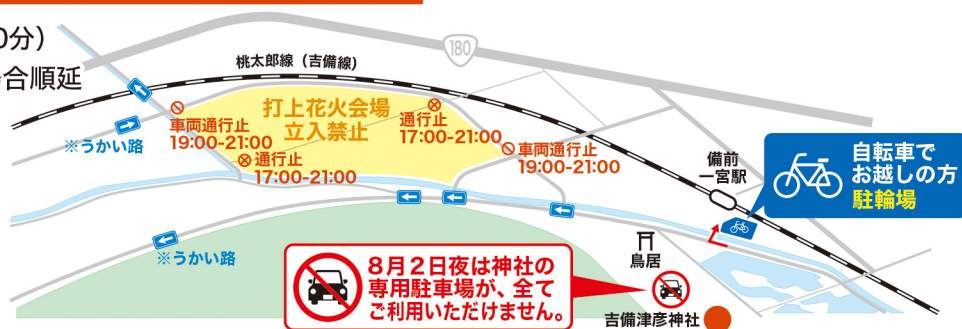 0分）
合順延
180
桃太郎線（吉備線）
打上花火会場
立入禁止
車両通行止
19:00-21:00
通行止
17:00-21:00
通行止
17:00-21:00
車両通行止
19:00-21:00
※うかい路
※うかい路
備前
一宮駅
自転車で
お越しの方
駐輪場
鳥居
8月2日夜は神社の
専用駐車場が、全て
ご利用いただけません。
吉備津彦神社